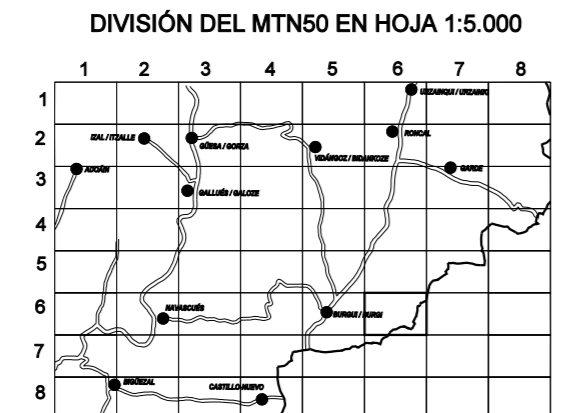 DIVISIÓN DEL MTN50 EN HOJA 1:5.000
1 2 3 4 5 6 7 8
1
URZAINQUI / URZAINKI
2
IZAL / ITZALLE
GÜESA / GORZA
VIDÁNGOZ / BIDANKOZE
RONCAL
3
GARDE
GALLUÉS / GALOZE
4
5
6
NAVASCUÉS
BURGUI / BURGI
7
8
BIGÜEZAL
CASTILLO-NUEVO